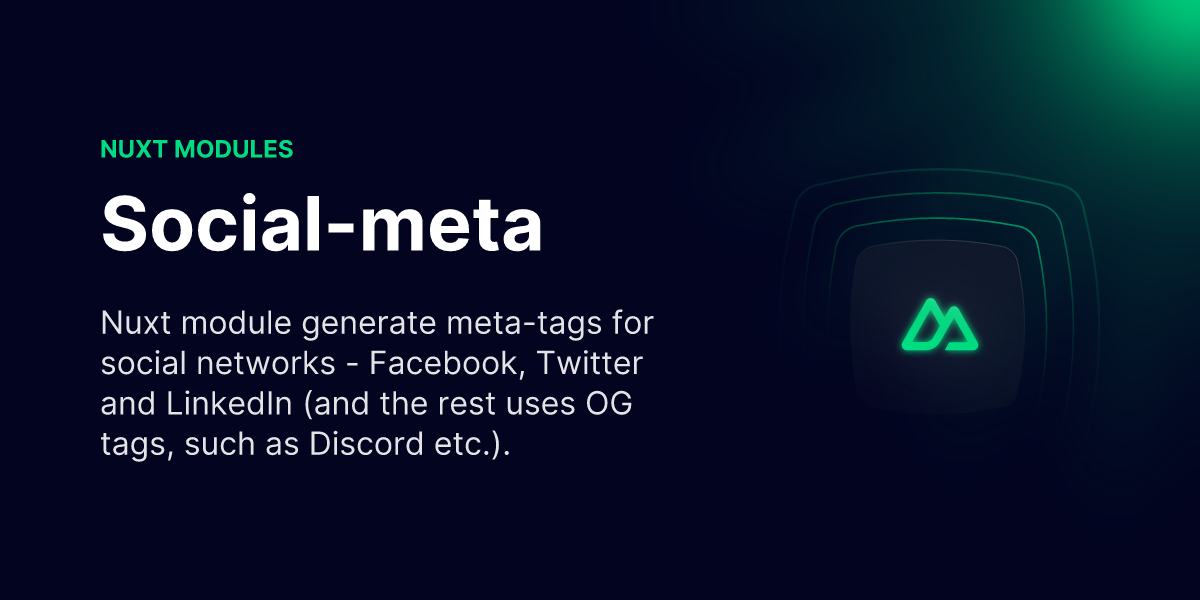 NUXT MODULES
Social-meta
Nuxt module generate meta-tags for
social networks - Facebook, Twitter
and LinkedIn (and the rest uses OG
tags, such as Discord etc.).